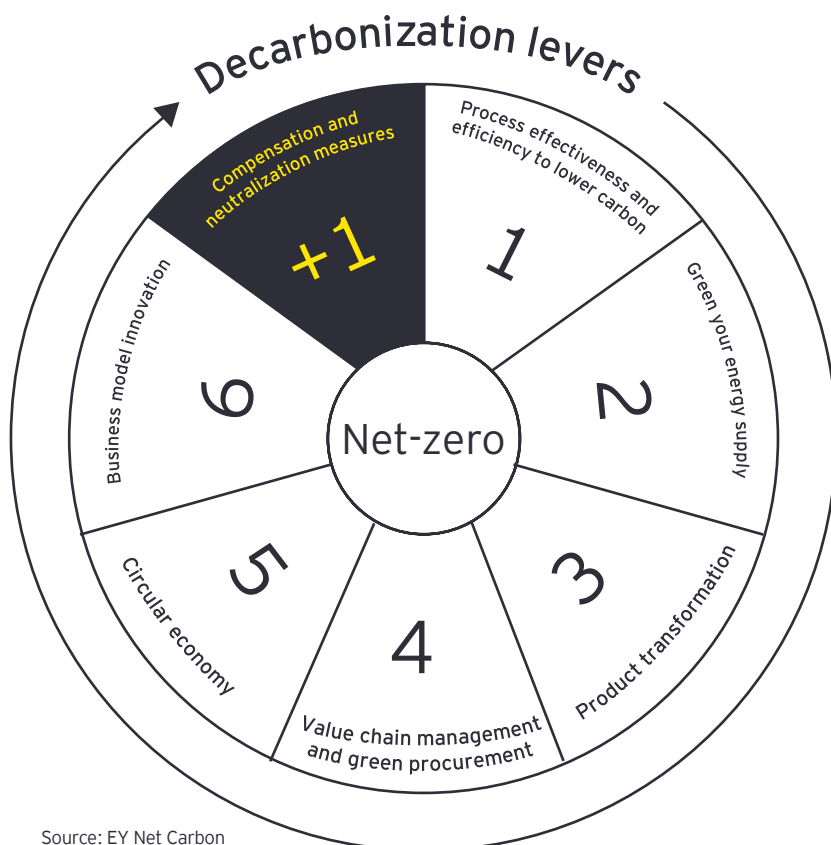 Decarbonization levers
Process effectiveness and
efficiency to lower carbon
1
Green your energy supply
2
Product transformation
3
4
Value chain management
and green procurement
Circular economy
5
Business model innovation
6
Compensation and
neutralization measures
+1
Net-zero
Source: EY Net Carbon